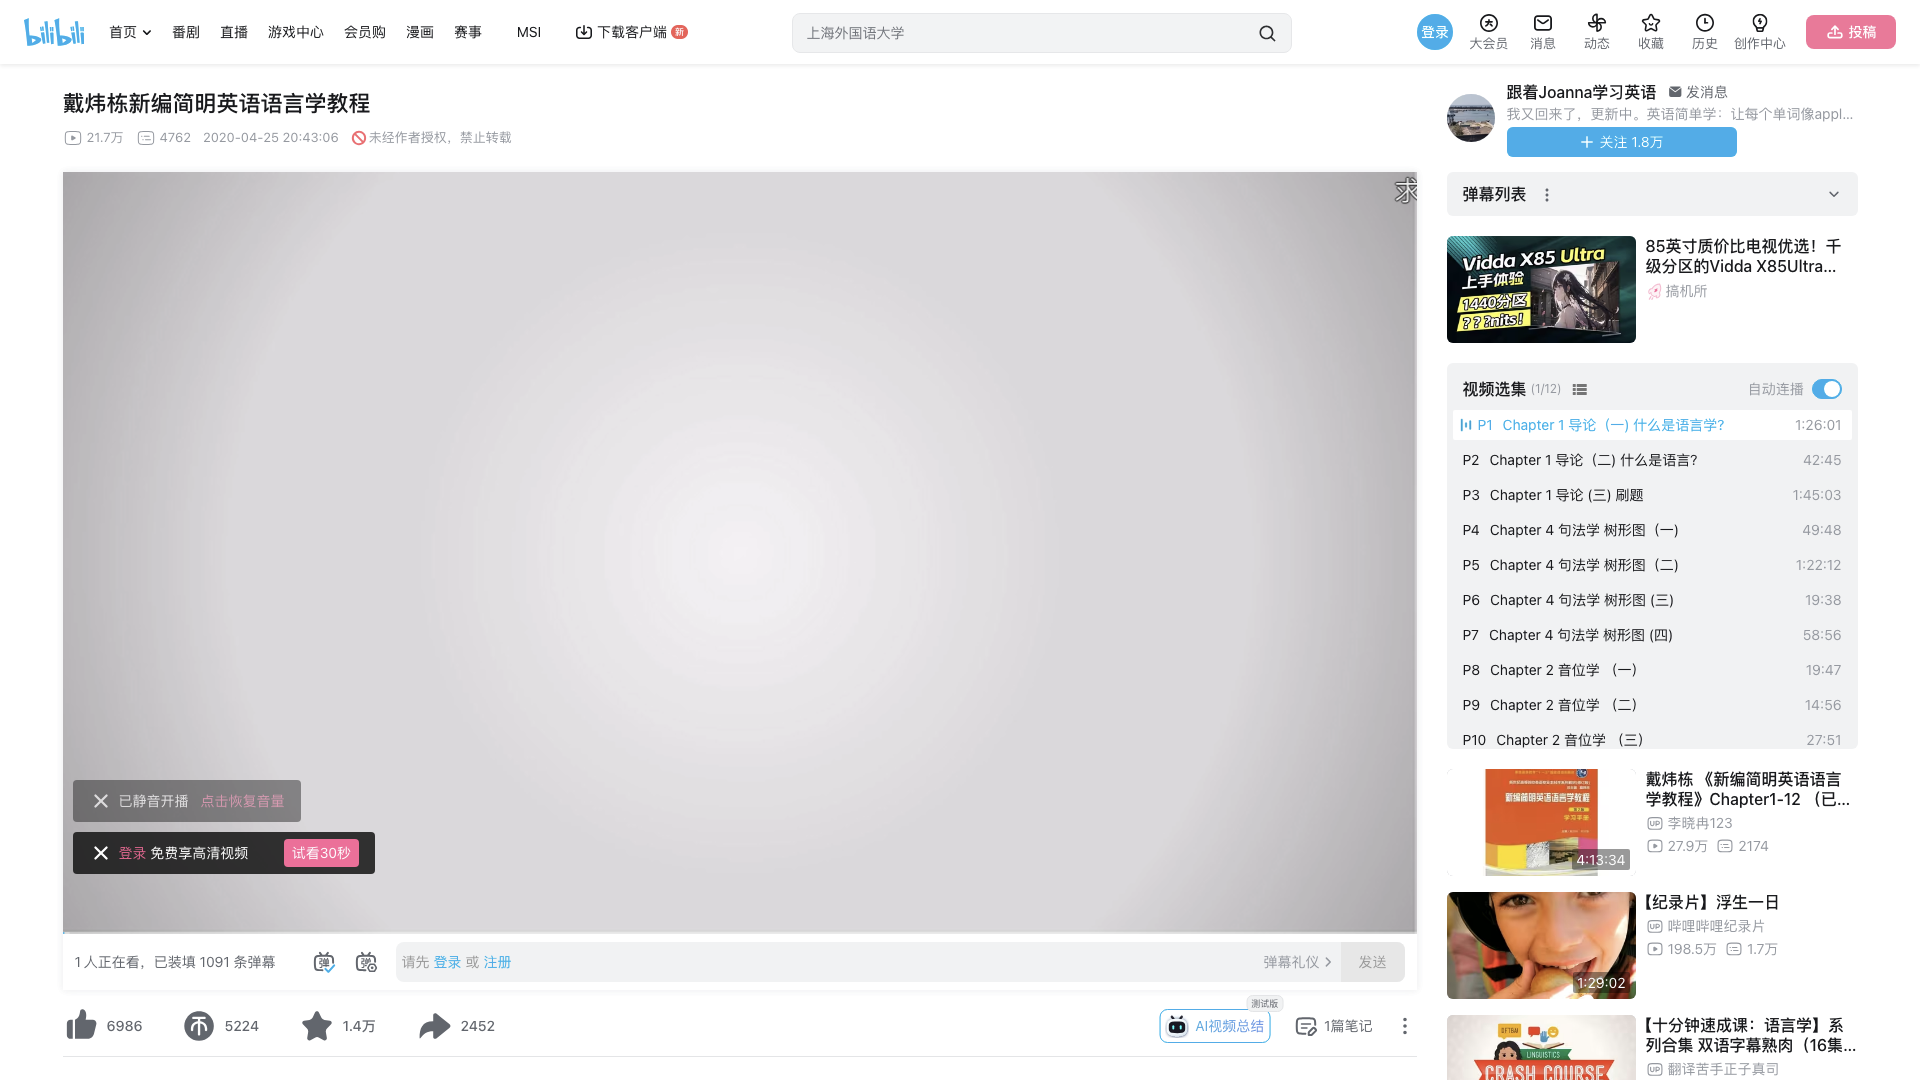 bilibili
首页
番剧
直播
游戏中心
会员购
漫画
赛事
MSI
下载客户端
新
上海外国语大学
登录
大会员
消息
动态
收藏
历史
创作中心
投稿
戴炜栋新编简明英语语言学教程
21.7万 4762 2020-04-25 20:43:06 未经作者授权，禁止转载
求
已静音开播 点击恢复音量
登录 免费享高清视频 试看30秒
1 人正在看，已装填 1091 条弹幕
弹
弹
请先 登录 或 注册
弹幕礼仪
发送
6986
5224
1.4万
2452
测试版
AI视频总结
1篇笔记
跟着Joanna学习英语 发消息
我又回来了，更新中。英语简单学：让每个单词像appl...
关注 1.8万
弹幕列表
Vidda X85 Ultra
上手体验
1440分区
???nits!
85英寸质价比电视优选！千
级分区的Vidda X85Ultra...
搞机所
视频选集 (1/12) 自动连播
P1 Chapter 1 导论（一) 什么是语言学? 1:26:01
P2 Chapter 1 导论（二) 什么是语言? 42:45
P3 Chapter 1 导论 (三) 刷题 1:45:03
P4 Chapter 4 句法学 树形图（一) 49:48
P5 Chapter 4 句法学 树形图（二) 1:22:12
P6 Chapter 4 句法学 树形图 (三) 19:38
P7 Chapter 4 句法学 树形图 (四) 58:56
P8 Chapter 2 音位学 （一） 19:47
P9 Chapter 2 音位学 （二） 14:56
P10 Chapter 2 音位学 （三） 27:51
新编简明英语语言学教程
学习手册
4:13:34
戴炜栋 《新编简明英语语言
学教程》Chapter1-12 （已...
UP 李晓冉123
27.9万 2174
1:29:02
【纪录片】浮生一日
UP 哔哩哔哩纪录片
198.5万 1.7万
LINGUISTICS
CRASH COURSE
【十分钟速成课：语言学】系
列合集 双语字幕熟肉（16集...
UP 翻译苦手正子真司